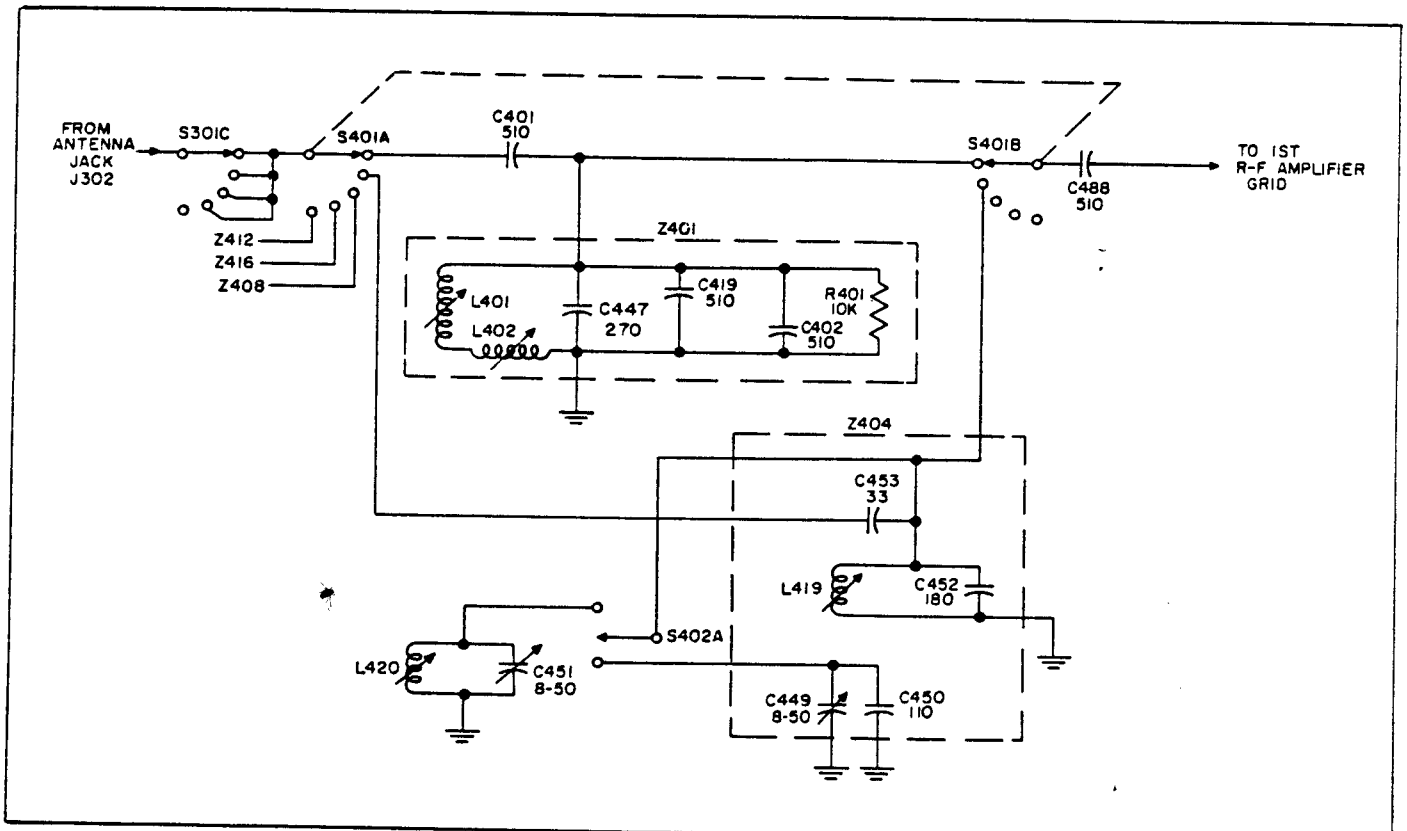 FROM
ANTENNA
JACK
J302
S301C
S401A
C401
510
S401B
C488
510
TO 1ST
R-F AMPLIFIER
GRID
Z412
Z416
Z408
Z401
L401
L402
C447
270
C419
510
C402
510
R401
10K
Z404
C453
33
L419
C452
180
S402A
L420
C451
8-50
C449
8-50
C450
110